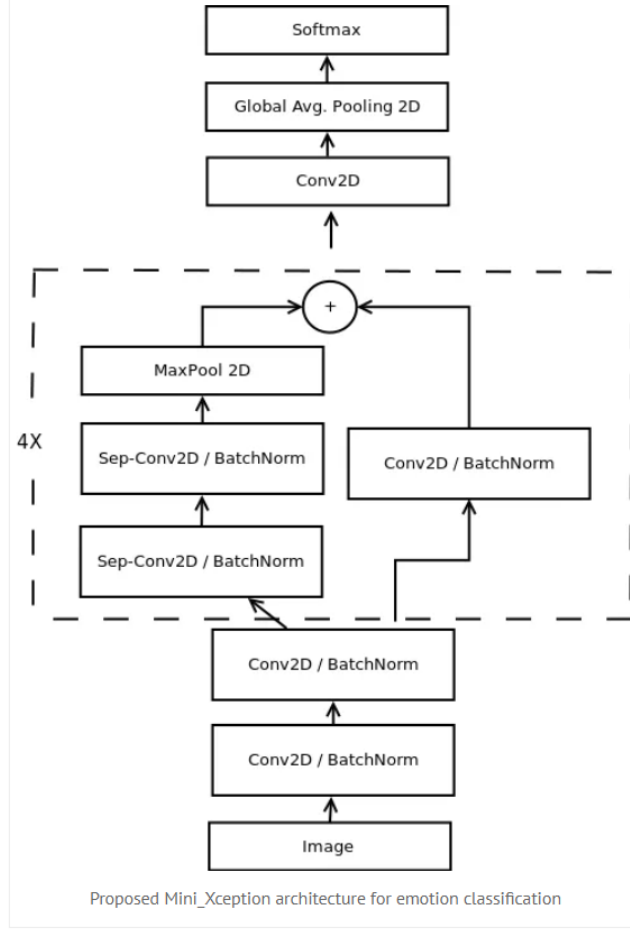 Softmax
Global Avg. Pooling 2D
Conv2D
+
MaxPool 2D
4X
Sep-Conv2D / BatchNorm
Conv2D / BatchNorm
Sep-Conv2D / BatchNorm
Conv2D / BatchNorm
Conv2D / BatchNorm
Image
Proposed Mini_Xception architecture for emotion classification